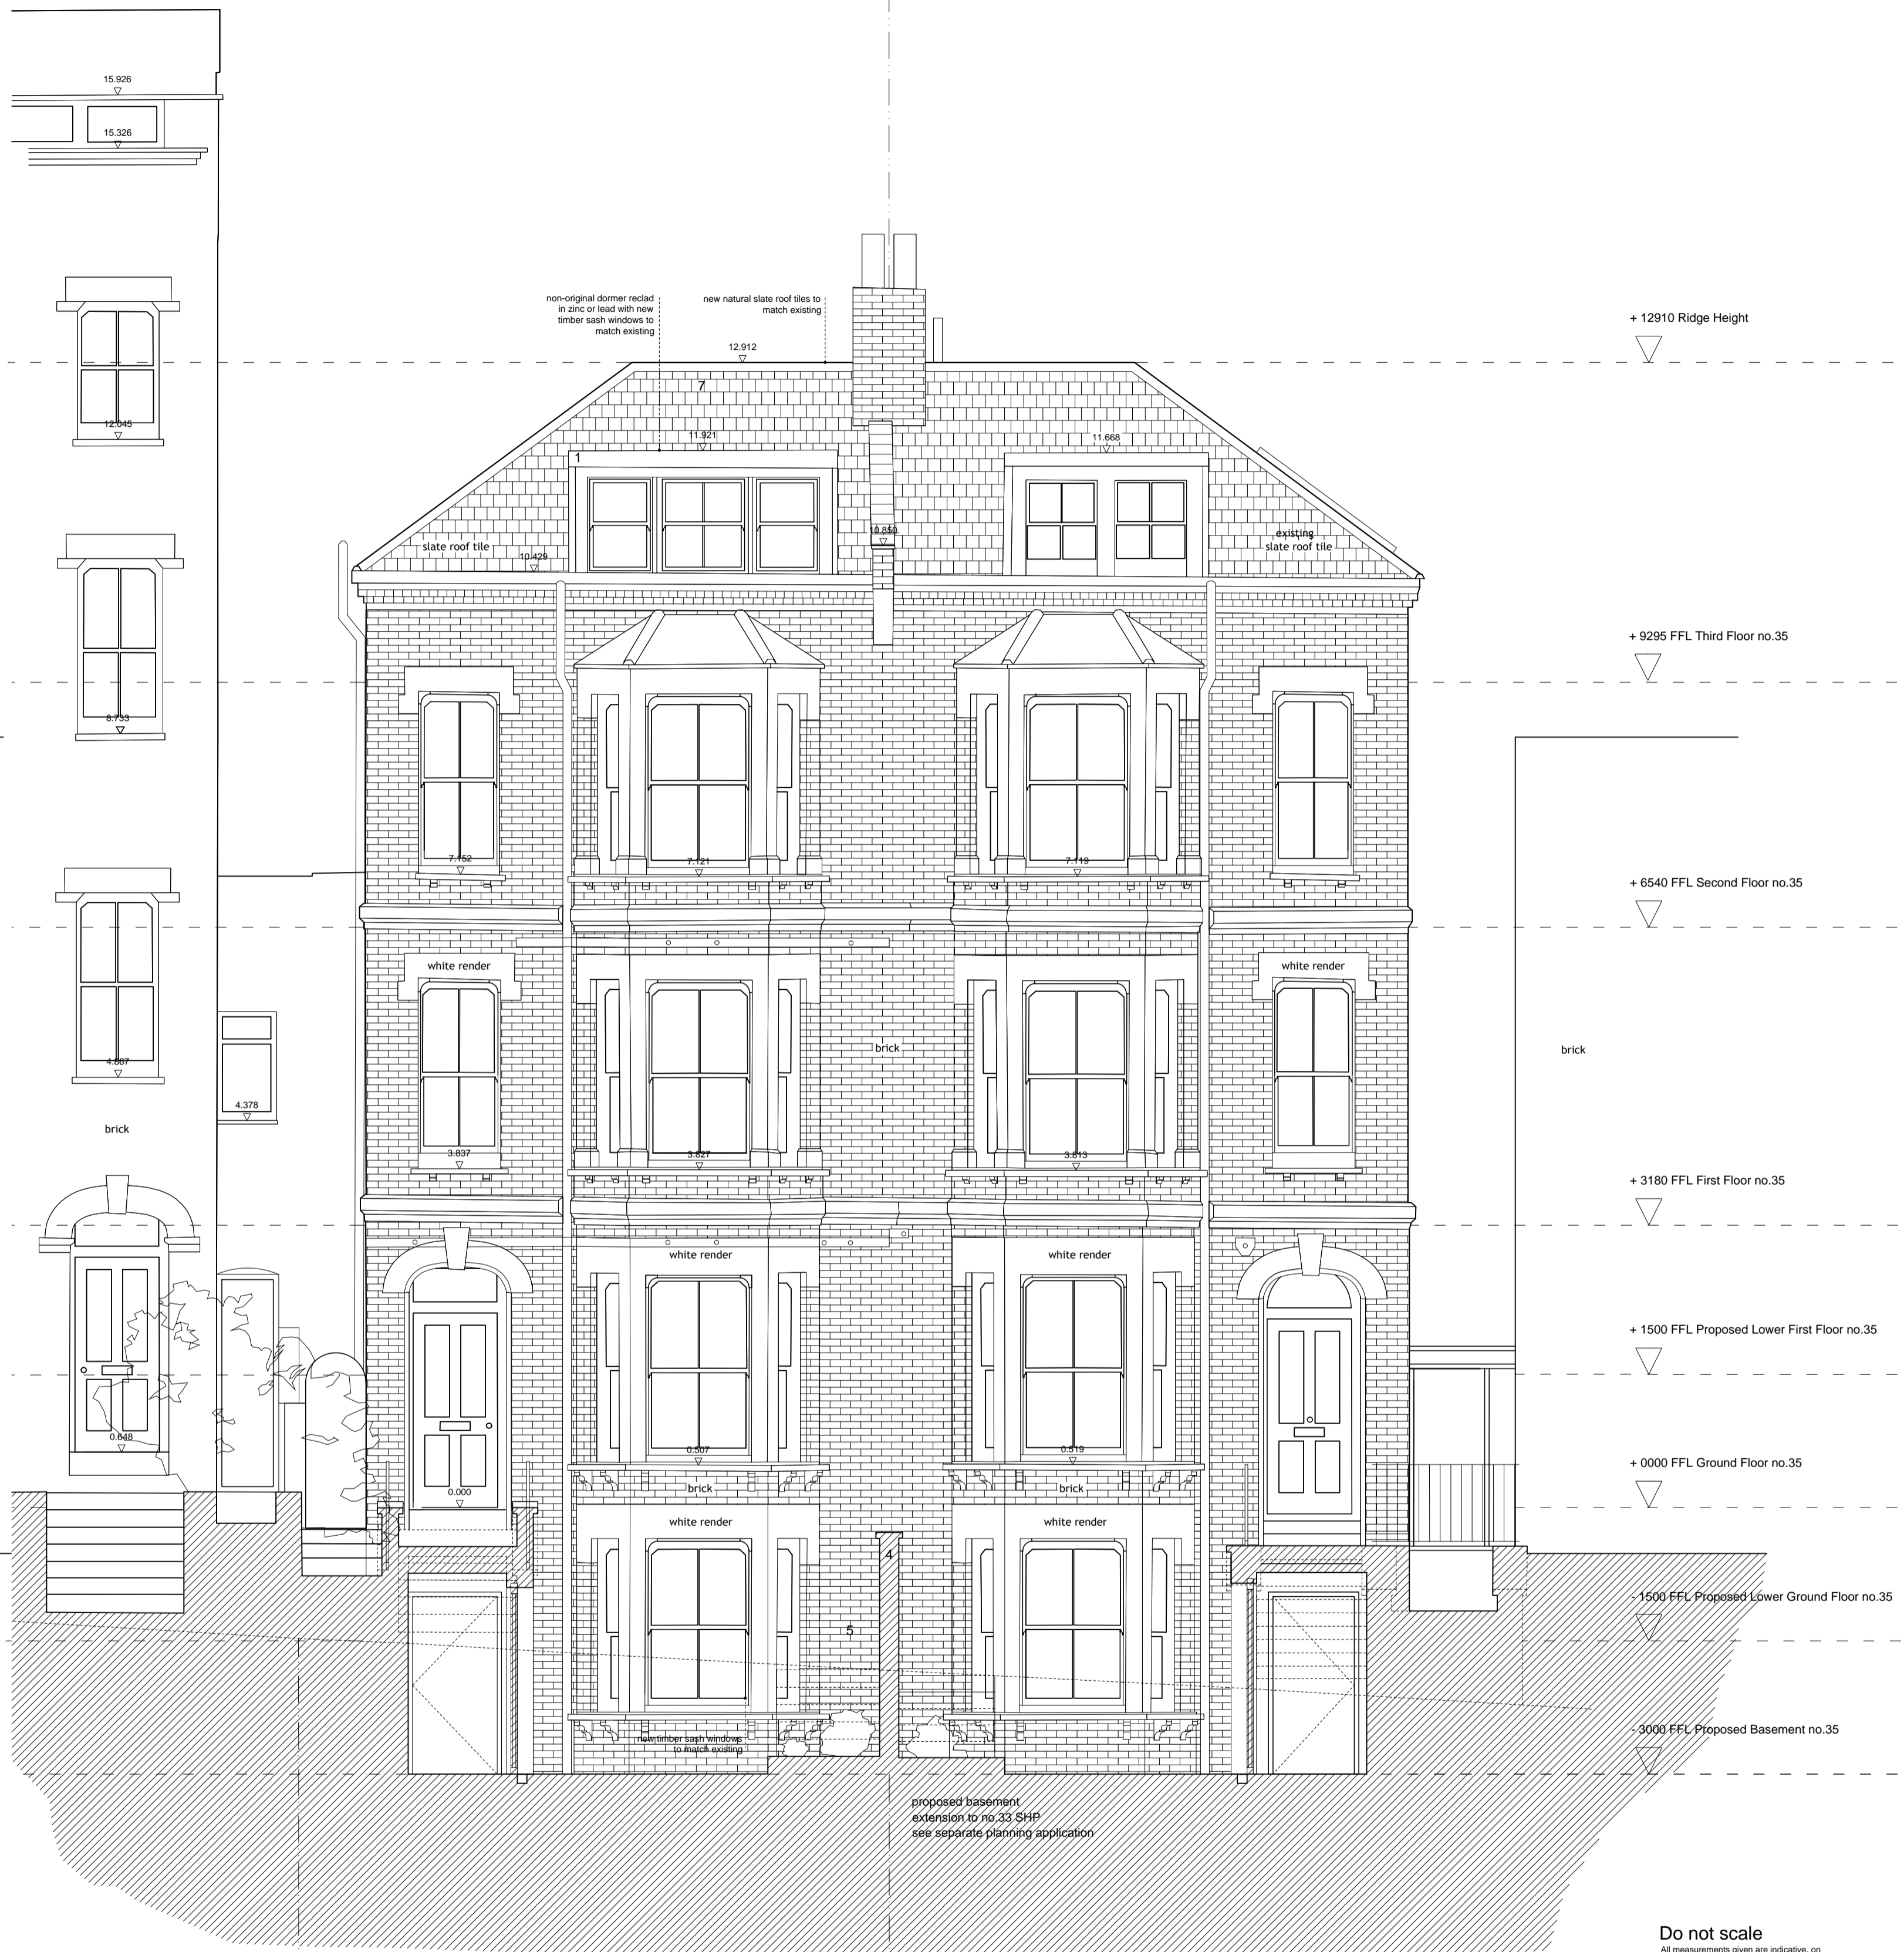 15.926
15.326
non-original dormer reclad
in zinc or lead with new
timber sash windows to
match existing
new natural slate roof tiles to
match existing
+ 12910 Ridge Height
12.912
7
12.045
11.921
11.668
1
10.850
existing
slate roof tile
slate roof tile
10.429
+ 9295 FFL Third Floor no.35
8.733
7.152
7.121
7.119
+ 6540 FFL Second Floor no.35
white render
white render
brick
brick
4.378
brick
3.837
3.827
3.813
+ 3180 FFL First Floor no.35
white render
white render
+ 1500 FFL Proposed Lower First Floor no.35
0.648
0.507
0.519
+ 0000 FFL Ground Floor no.35
0.000
brick
brick
white render
white render
4
- 1500 FFL Proposed Lower Ground Floor no.35
5
- 3000 FFL Proposed Basement no.35
new timber sash windows
to match existing
proposed basement
extension to no.33 SHP
see separate planning application
Do not scale
All measurements given are indicative, on